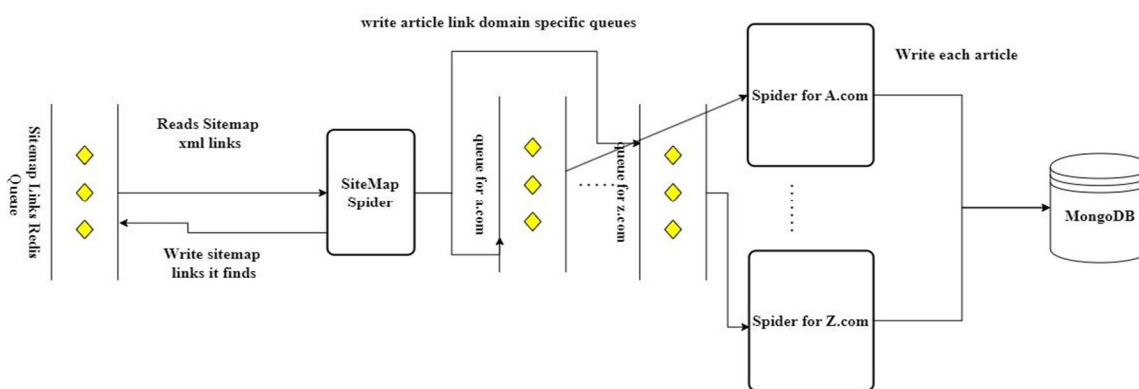 write article link domain specific queues
Write each article
Sitemap Links Redis
Queue
Reads Sitemap
xml links
Write sitemap
links it finds
SiteMap
Spider
queue for a.com
queue for z.com
Spider for A.com
Spider for Z.com
MongoDB